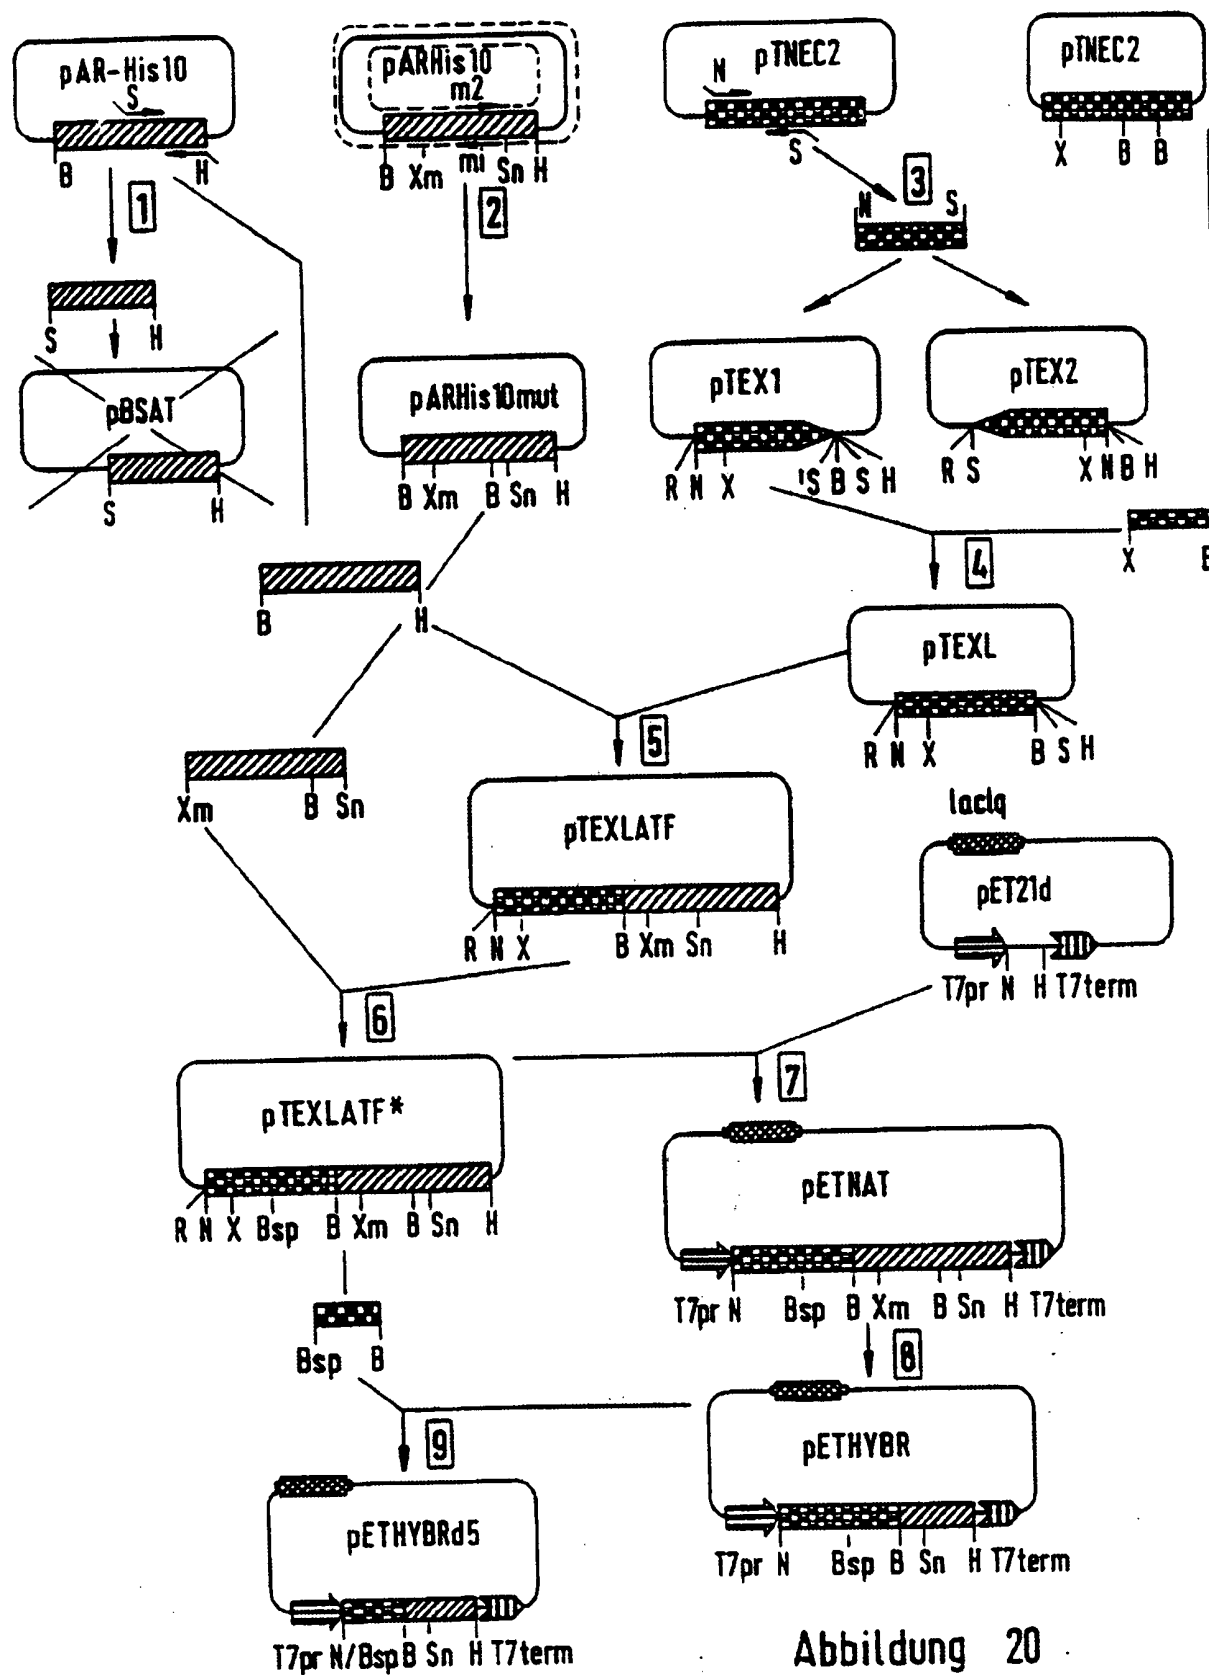 pAR-His10
S
B H
1
S H
pBSAT
S H
pARHis10
m2
B Xm mi Sn H
2
pARHis10mut
B Xm B Sn H
pTNEC2
N
S
3
N S
pTNEC2
X B B
pTEX1
R N X 'S B S H
pTEX2
R S X N B H
4
X
B H
pTEXL
R N X B S H
5
Xm B Sn
pTEXLATF
R N X B Xm Sn H
lacIq
pET21d
T7pr N H T7term
6
pTEXLATF*
R N X Bsp B Xm B Sn H
7
pETNAT
T7pr N Bsp B Xm B Sn H T7term
Bsp B
8
pETHYBR
T7pr N Bsp B Sn H T7term
9
pETHYBRd5
T7pr N/Bsp B Sn H T7term
Abbildung 20